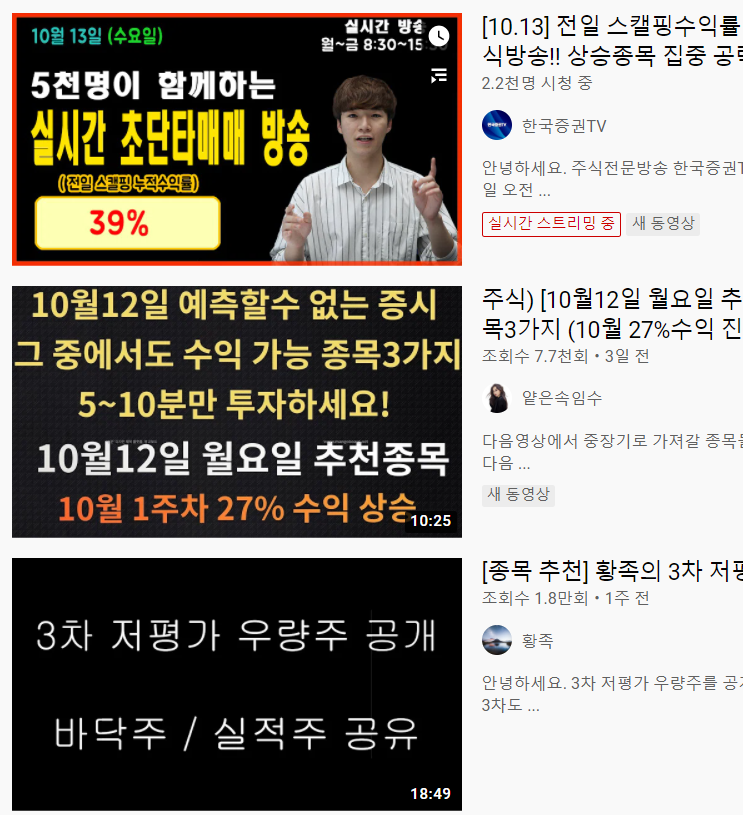 10월 13일 (수요일)
실시간 방송
월~금 8:30~15:30
5천명이 함께하는
실시간 초단타매매 방송
(전일 스캘핑 누적수익률)
39%
[10.13] 전일 스캘핑수익률
식방송!! 상승종목 집중 공략
2.2천명 시청 중
한국증권TV
한국증권TV
안녕하세요. 주식전문방송 한국증권T
일 오전 ...
실시간 스트리밍 중
새 동영상
10월12일 예측할수 없는 증시
그 중에서도 수익 가능 종목3가지
5~10분만 투자하세요!
10월12일 월요일 추천종목
10월 1주차 27% 수익 상승
10:25
주식) [10월12일 월요일 추
목3가지 (10월 27%수익 진
조회수 7.7천회 • 3일 전
얕은속임수
다음영상에서 중장기로 가져갈 종목들
다음 ...
새 동영상
3차 저평가 우량주 공개
바닥주 / 실적주 공유
18:49
[종목 추천] 황족의 3차 저평
조회수 1.8만회 • 1주 전
황족
안녕하세요. 3차 저평가 우량주를 공개
3차도 ...